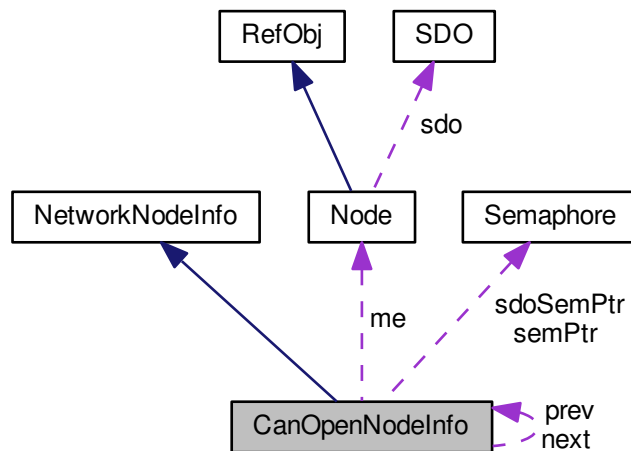 RefObj
SDO
sdo
NetworkNodeInfo
Node
Semaphore
me
sdoSemPtr
semPtr
CanOpenNodeInfo
prev
next